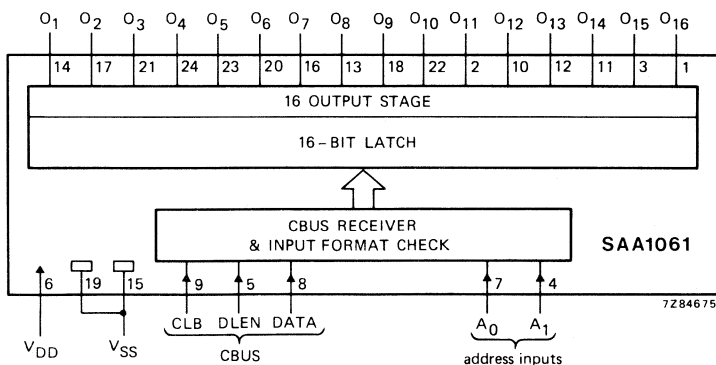 O1 O2 O3 O4 O5 O6 O7 O8 O9 O10 O11 O12 O13 O14 O15 O16
14 17 21 24 23 20 16 13 18 22 2 10 12 11 3 1
16 OUTPUT STAGE
16-BIT LATCH
CBUS RECEIVER
& INPUT FORMAT CHECK
SAA1061
6 19 15 9 5 8 7 4
7Z84675
VDD VSS CLB DLEN DATA A0 A1
CBUS
address inputs